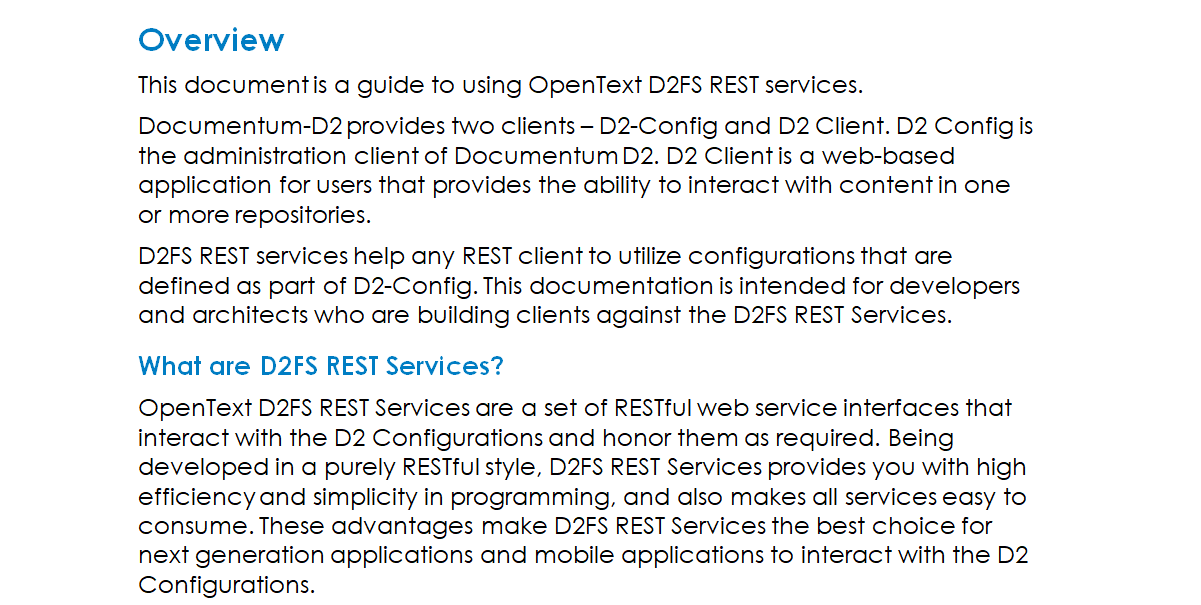 Overview
This document is a guide to using OpenText D2FS REST services.
Documentum-D2 provides two clients – D2-Config and D2 Client. D2 Config is
the administration client of Documentum D2. D2 Client is a web-based
application for users that provides the ability to interact with content in one
or more repositories.
D2FS REST services help any REST client to utilize configurations that are
defined as part of D2-Config. This documentation is intended for developers
and architects who are building clients against the D2FS REST Services.
What are D2FS REST Services?
OpenText D2FS REST Services are a set of RESTful web service interfaces that
interact with the D2 Configurations and honor them as required. Being
developed in a purely RESTful style, D2FS REST Services provides you with high
efficiency and simplicity in programming, and also makes all services easy to
consume. These advantages make D2FS REST Services the best choice for
next generation applications and mobile applications to interact with the D2
Configurations.